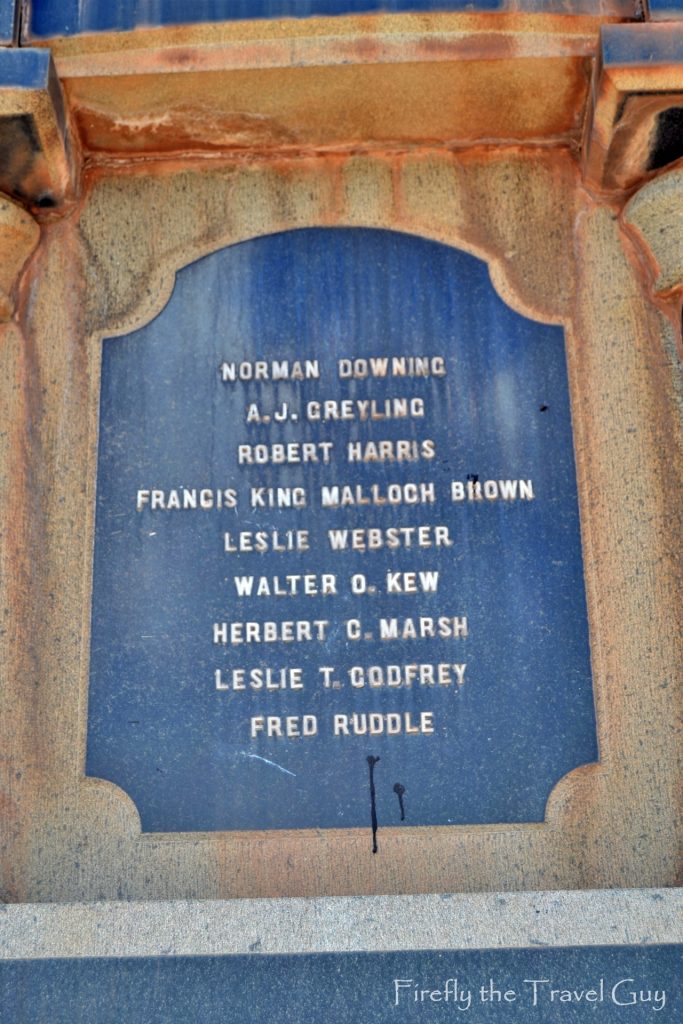 NORMAN DOWNING
A.J. GREYLING
ROBERT HARRIS
FRANCIS KING MALLOCH BROWN
LESLIE WEBSTER
WALTER O. KEW
HERBERT C. MARSH
LESLIE T. GODFREY
FRED RUDDLE
Firefly the Travel Guy